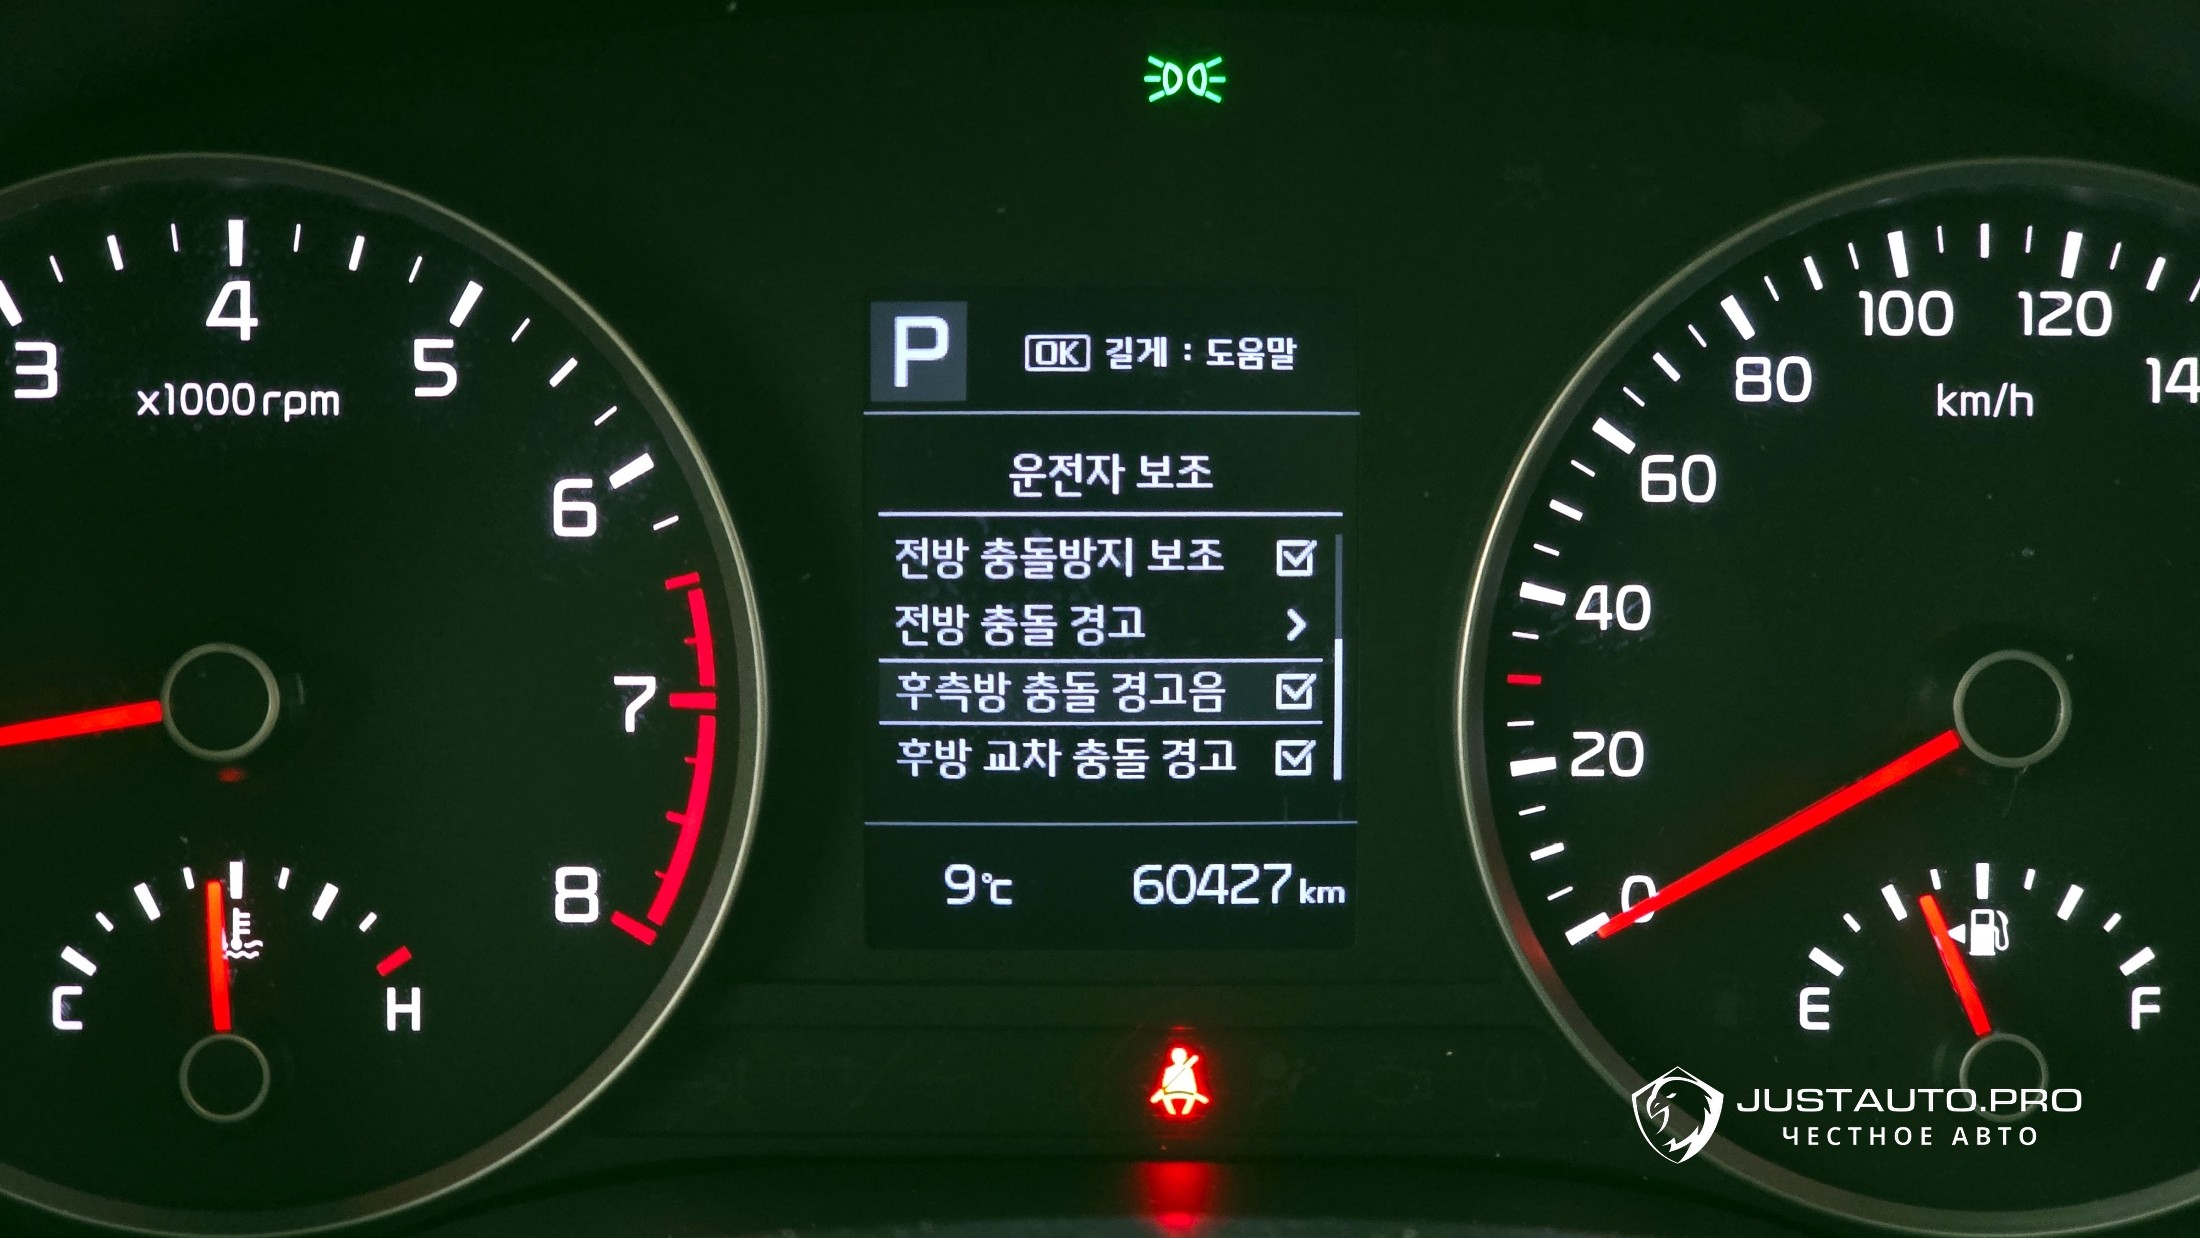 3
4
5
x1000rpm
6
7
8
C
H
P
OK 길게 : 도움말
운전자 보조
전방 충돌방지 보조
전방 충돌 경고
후측방 충돌 경고음
후방 교차 충돌 경고
9℃ 60427km
0
20
40
60
80
100
120
14
km/h
E
F
JUSTAUTO.PRO
ЧЕСТНОЕ АВТО